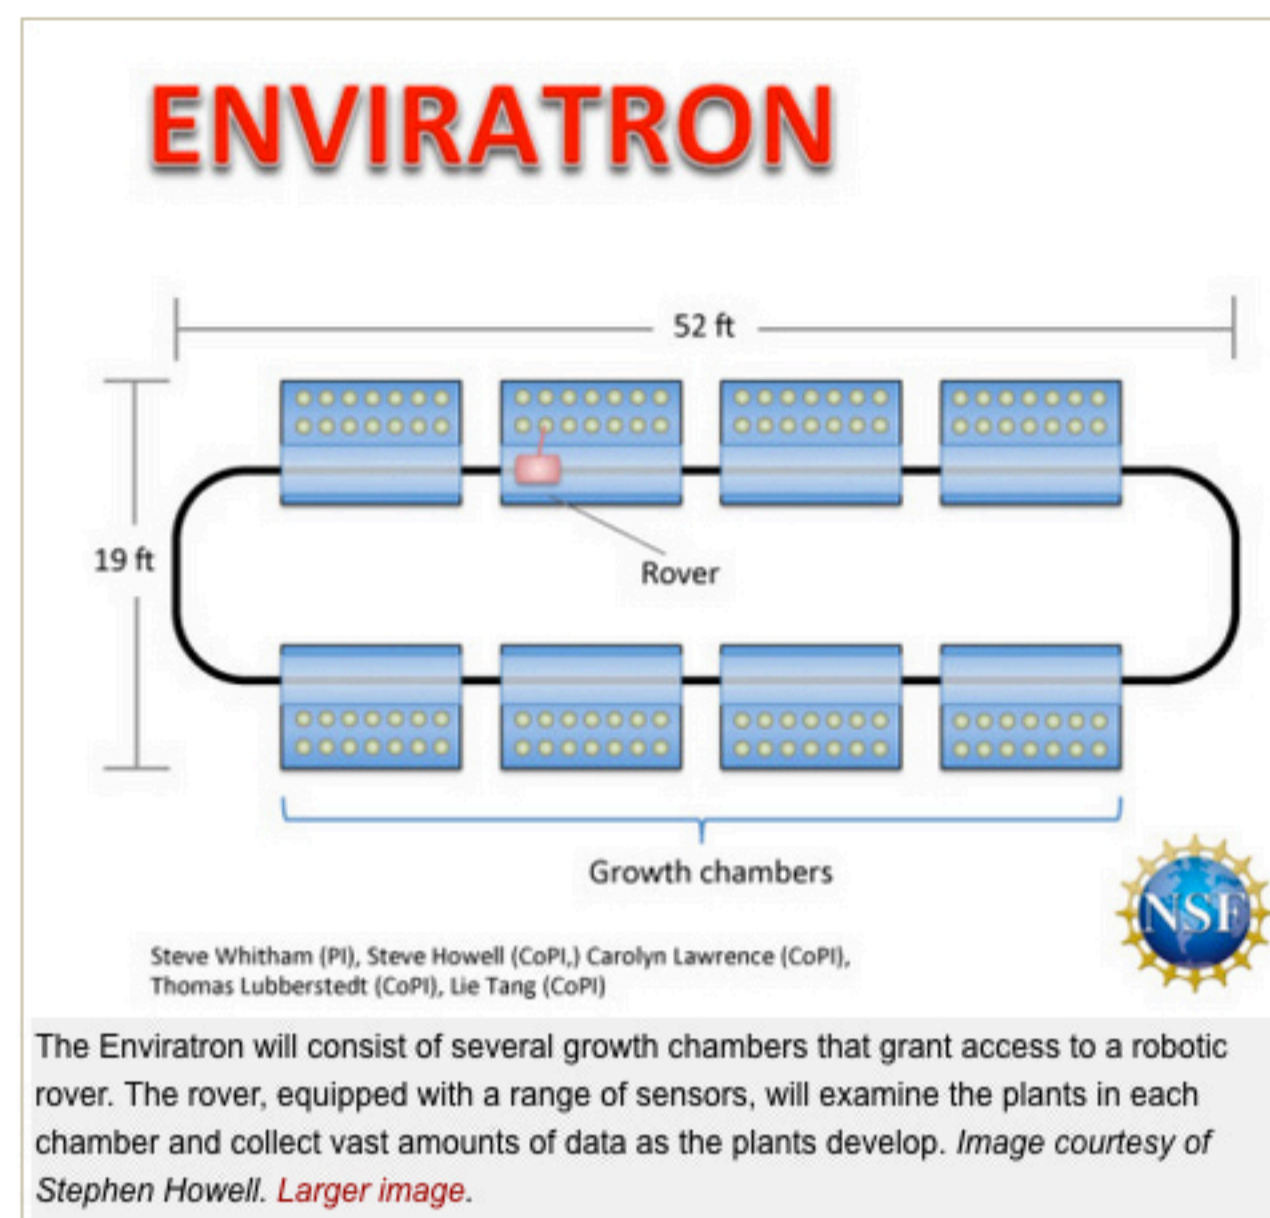 ENVIRATRON
52 ft
19 ft
Rover
Growth chambers
NSF
Steve Whitham (PI), Steve Howell (CoPI,) Carolyn Lawrence (CoPI),
Thomas Lubberstedt (CoPI), Lie Tang (CoPI)
The Enviratron will consist of several growth chambers that grant access to a robotic
rover. The rover, equipped with a range of sensors, will examine the plants in each
chamber and collect vast amounts of data as the plants develop. Image courtesy of
Stephen Howell. Larger image.